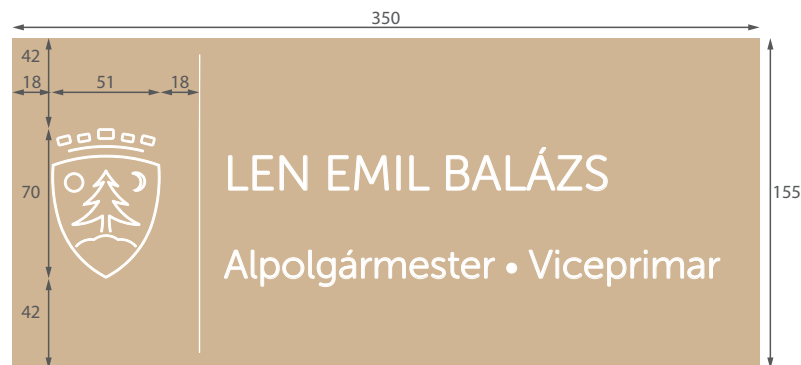 350
42
18 51 18
LEN EMIL BALÁZS
70
155
Alpolgármester • Viceprimar
42